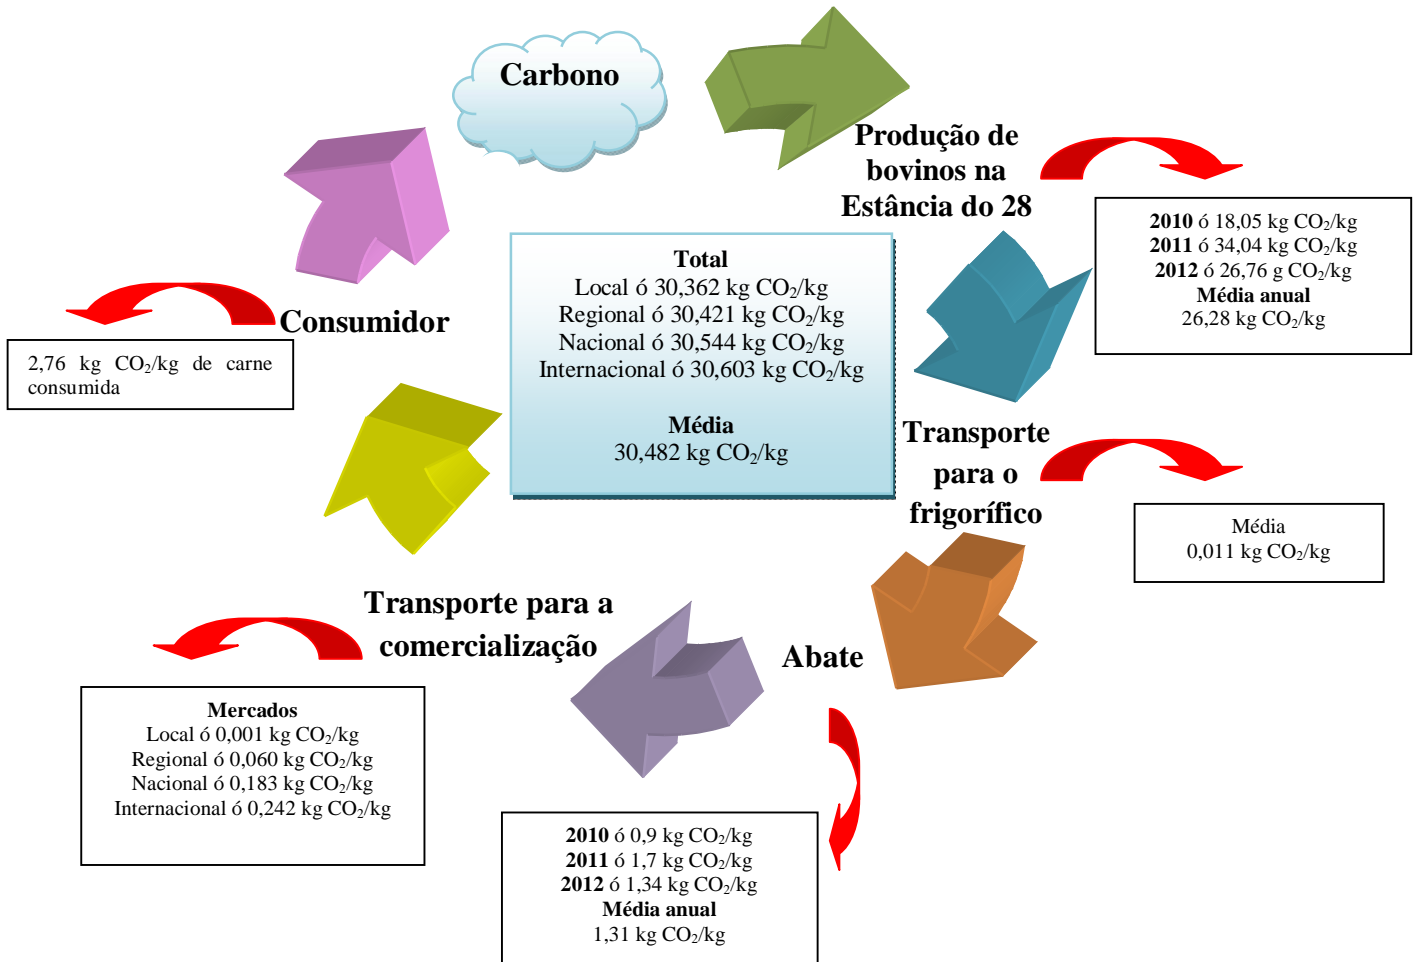 Carbono
Produção de
bovinos na
Estância do 28
2010 ó 18,05 kg CO₂/kg
2011 ó 34,04 kg CO₂/kg
2012 ó 26,76 g CO₂/kg
Média anual
26,28 kg CO₂/kg
Total
Local ó 30,362 kg CO₂/kg
Regional ó 30,421 kg CO₂/kg
Nacional ó 30,544 kg CO₂/kg
Internacional ó 30,603 kg CO₂/kg
Média
30,482 kg CO₂/kg
Transporte
para o
frigorífico
Média
0,011 kg CO₂/kg
Abate
2010 ó 0,9 kg CO₂/kg
2011 ó 1,7 kg CO₂/kg
2012 ó 1,34 kg CO₂/kg
Média anual
1,31 kg CO₂/kg
Transporte para a
comercialização
Mercados
Local ó 0,001 kg CO₂/kg
Regional ó 0,060 kg CO₂/kg
Nacional ó 0,183 kg CO₂/kg
Internacional ó 0,242 kg CO₂/kg
Consumidor
2,76 kg CO₂/kg de carne
consumida